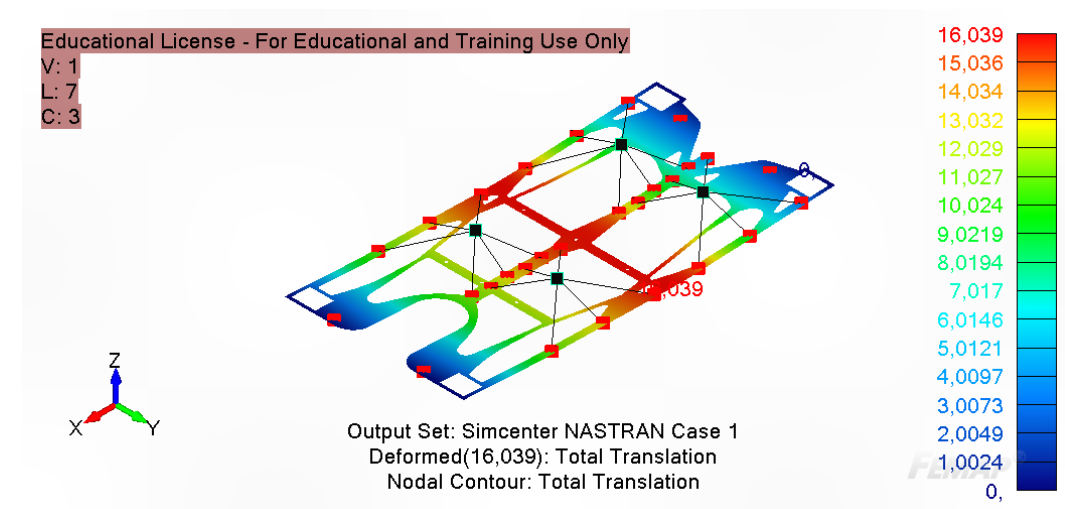 Educational License - For Educational and Training Use Only
V: 1
L: 7
C: 3
16,039
15,036
14,034
13,032
12,029
11,027
10,024
9,0219
8,0194
7,017
6,0146
5,0121
4,0097
3,0073
2,0049
1,0024
0,
0,
,039
Z
X
Y
Output Set: Simcenter NASTRAN Case 1
Deformed(16,039): Total Translation
Nodal Contour: Total Translation
FEMAP